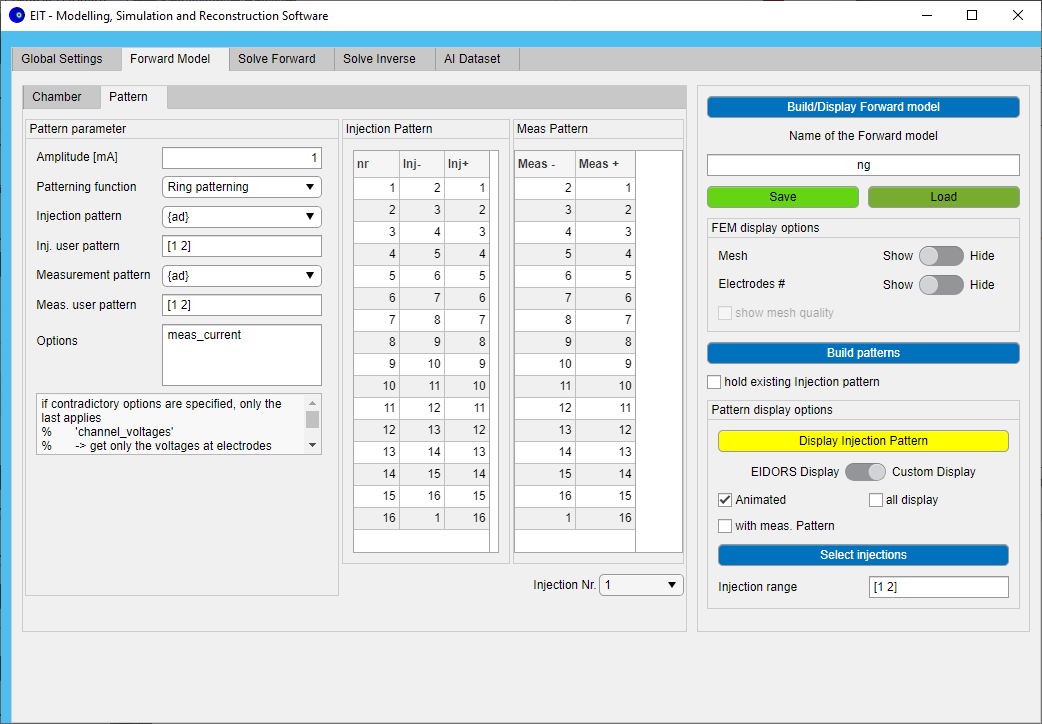 EIT - Modelling, Simulation and Reconstruction Software
Global Settings Forward Model Solve Forward Solve Inverse AI Dataset
Chamber Pattern
Pattern parameter
Amplitude [mA] 1
Patterning function Ring patterning
Injection pattern {ad}
Inj. user pattern [1 2]
Measurement pattern {ad}
Meas. user pattern [1 2]
Options meas_current
if contradictory options are specified, only the
last applies
% 'channel_voltages'
% -> get only the voltages at electrodes
Injection Pattern
nr Inj- Inj+
1 2 1
2 3 2
3 4 3
4 5 4
5 6 5
6 7 6
7 8 7
8 9 8
9 10 9
10 11 10
11 12 11
12 13 12
13 14 13
14 15 14
15 16 15
16 1 16
Meas Pattern
Meas - Meas +
2 1
3 2
4 3
5 4
6 5
7 6
8 7
9 8
10 9
11 10
12 11
13 12
14 13
15 14
16 15
1 16
Injection Nr. 1
Build/Display Forward model
Name of the Forward model
ng
Save Load
FEM display options
Mesh Show Hide
Electrodes # Show Hide
show mesh quality
Build patterns
hold existing Injection pattern
Pattern display options
Display Injection Pattern
EIDORS Display Custom Display
Animated all display
with meas. Pattern
Select injections
Injection range [1 2]